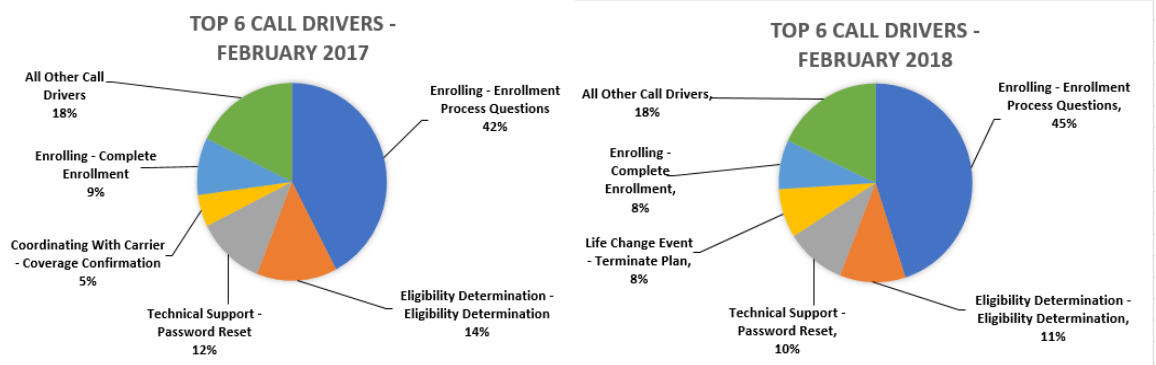 TOP 6 CALL DRIVERS -
FEBRUARY 2017
All Other Call
Drivers
18%
Enrolling - Enrollment
Process Questions
42%
Enrolling - Complete
Enrollment
9%
Coordinating With Carrier
- Coverage Confirmation
5%
Technical Support -
Password Reset
12%
Eligibility Determination -
Eligibility Determination
14%
TOP 6 CALL DRIVERS -
FEBRUARY 2018
All Other Call Drivers,
18%
Enrolling - Enrollment
Process Questions,
45%
Enrolling -
Complete
Enrollment,
8%
Life Change Event
- Terminate Plan,
8%
Technical Support -
Password Reset,
10%
Eligibility Determination -
Eligibility Determination,
11%